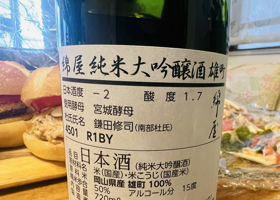 綿屋 純米大吟醸酒 雄町
日本酒度 －2 酸度 1.7
使用酵母 宮城酵母
杜氏氏名 鎌田修司(南部杜氏)
4501 R1BY
綿屋
日本酒 (純米大吟醸酒)
米(国産)・米こうじ(国産米)
岡山県産 雄町 100%
50% アルコール分 15度
720m